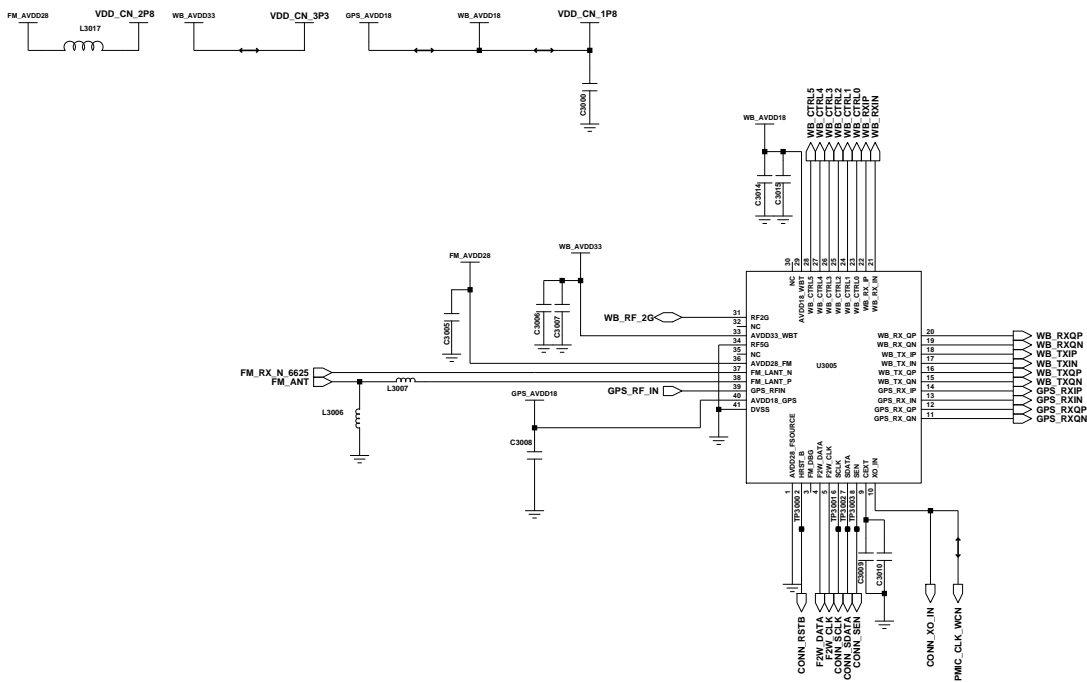 FM_AVDD28
VDD_CN_2P8
WB_AVDD33
VDD_CN_3P3
GPS_AVDD18
WB_AVDD18
VDD_CN_1P8
L3017
C3000
WB_CTRL5
WB_CTRL4
WB_CTRL3
WB_CTRL2
WB_CTRL1
WB_CTRL0
WB_RXIP
WB_RXIN
WB_AVDD18
C3014
C3015
30
29
28
27
26
25
24
23
22
21
NC
AVDD18_WBT
WB_CTRL5
WB_CTRL4
WB_CTRL3
WB_CTRL2
WB_CTRL1
WB_CTRL0
WB_RX_IP
WB_RX_IN
FM_AVDD28
WB_AVDD33
C3005
C3006
C3007
WB_RF_2G
31 RF2G
32 NC
33 AVDD33_WBT
34 RF5G
35 NC
36 AVDD28_FM
FM_RX_N_6625 37 FM_LANT_N
FM_ANT 38 FM_LANT_P
L3007
GPS_RF_IN 39 GPS_RFIN
GPS_AVDD18
40 AVDD18_GPS
41 DVSS
L3006
C3008
U3005
WB_RX_QP 20 WB_RXQP
WB_RX_QN 19 WB_RXQN
WB_TX_IP 18 WB_TXIP
WB_TX_IN 17 WB_TXIN
WB_TX_QP 16 WB_TXQP
WB_TX_QN 15 WB_TXQN
GPS_RX_IP 14 GPS_RXIP
GPS_RX_IN 13 GPS_RXIN
GPS_RX_QP 12 GPS_RXQP
GPS_RX_QN 11 GPS_RXQN
AVDD28_FSOURCE
HRST_B
FM_DBG
F2W_DATA
F2W_CLK
SCLK
SDATA
SEN
CEXT
XO_IN
1
2
3
4
5
6
7
8
9
10
TP3000
TP3001
TP3002
TP3003
C3009
C3010
CONN_RSTB
F2W_DATA
F2W_CLK
CONN_SCLK
CONN_SDATA
CONN_SEN
CONN_XO_IN
PMIC_CLK_WCN